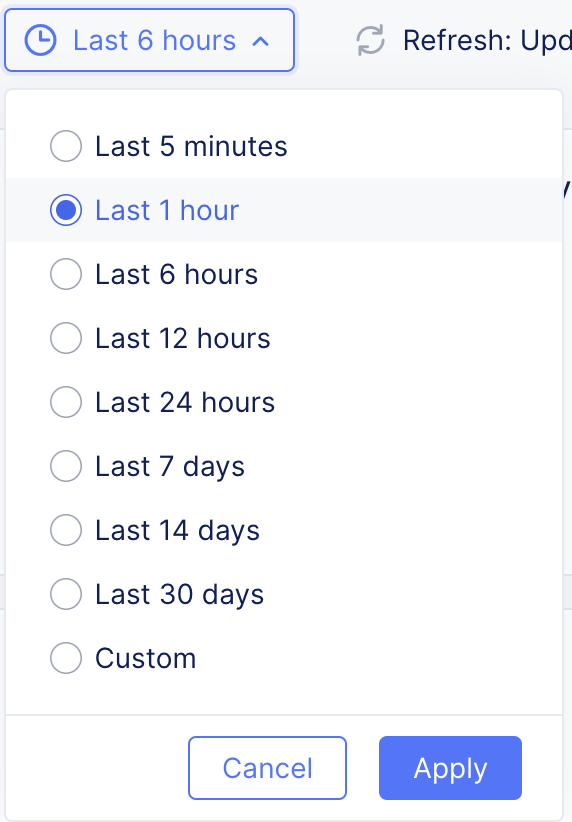 Last 6 hours Refresh: Upd
Last 5 minutes
Last 1 hour
Last 6 hours
Last 12 hours
Last 24 hours
Last 7 days
Last 14 days
Last 30 days
Custom
Cancel Apply